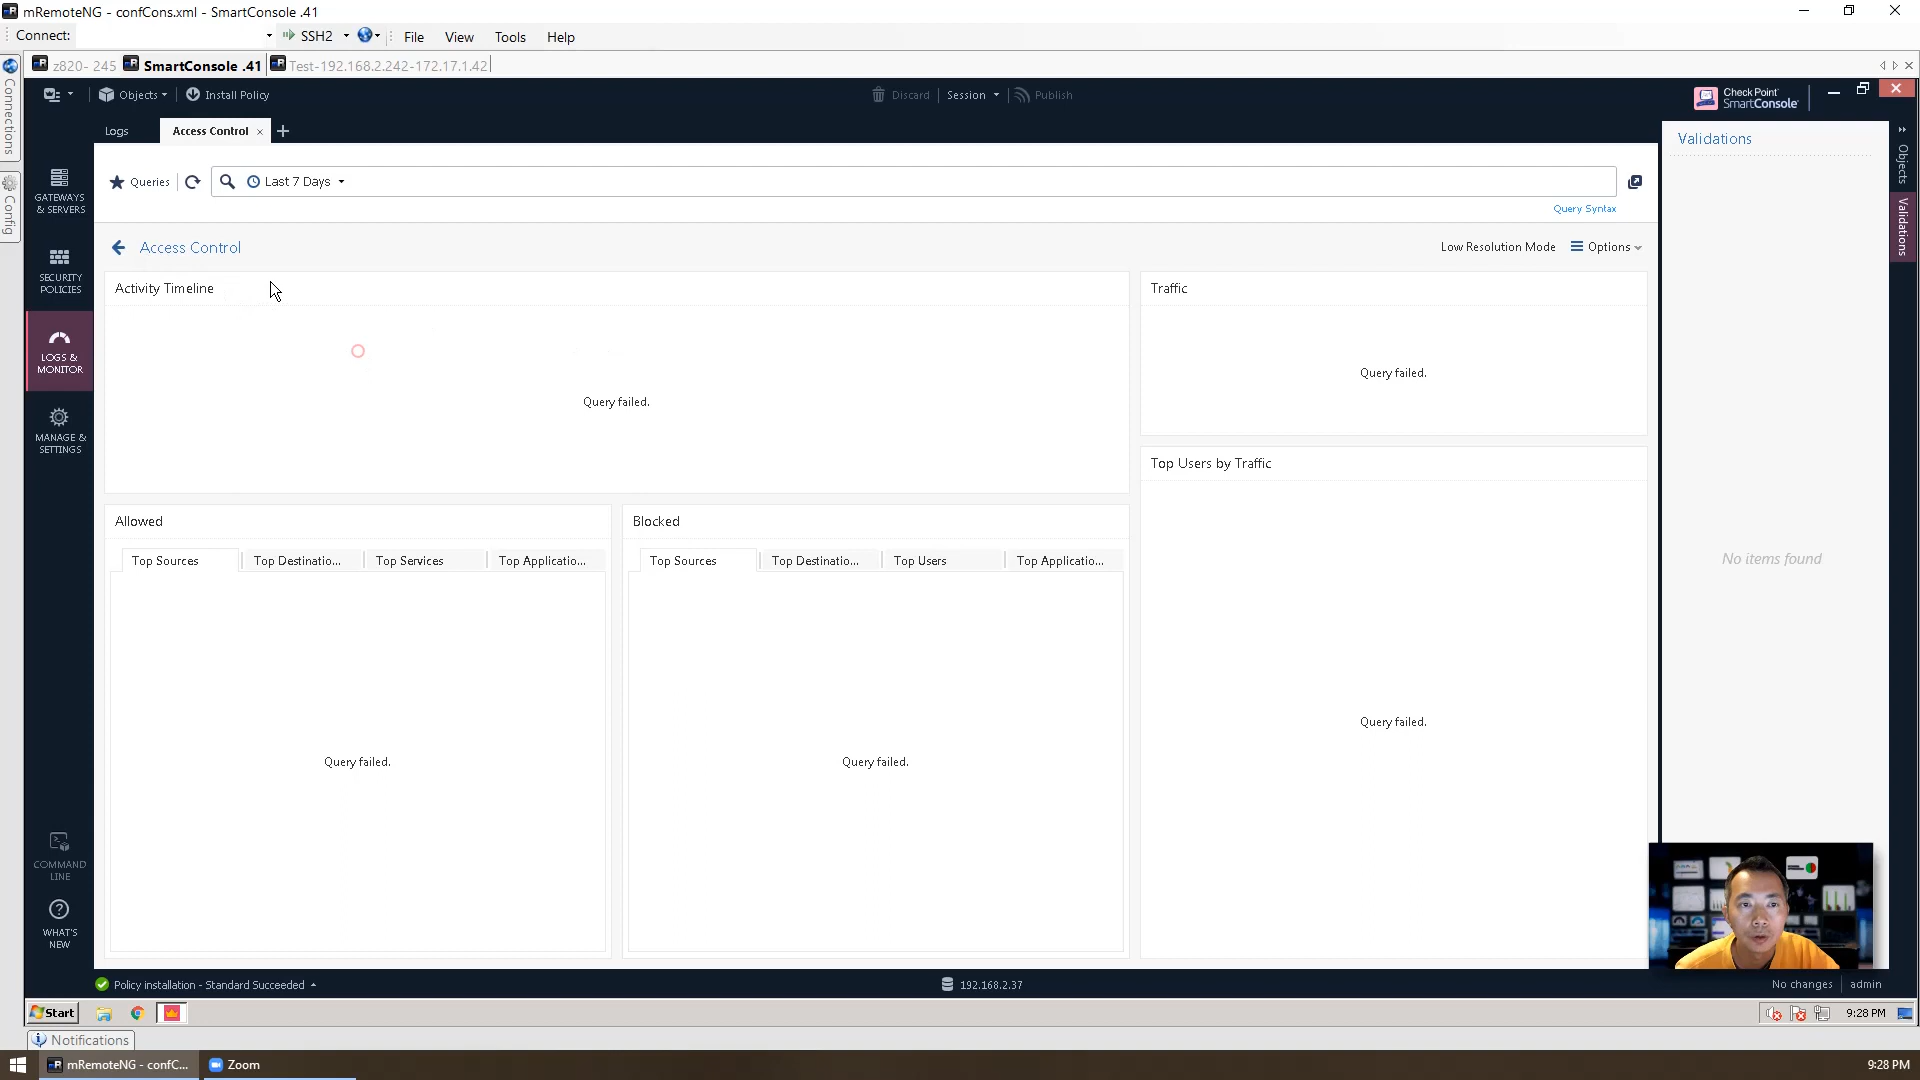 mRemoteNG - confCons.xml - SmartConsole .41
Connect: SSH2 File View Tools Help
z820- 245 SmartConsole .41 Test-192.168.2.242-172.17.1.42
Connections
Config
Objects Install Policy Discard Session Publish
Check Point
SmartConsole
Logs Access Control
Validations
Objects
Validations
GATEWAYS
& SERVERS
SECURITY
POLICIES
LOGS &
MONITOR
MANAGE &
SETTINGS
COMMAND
LINE
WHAT'S
NEW
Queries Last 7 Days
Query Syntax
Access Control Low Resolution Mode Options
Activity Timeline
Query failed.
Traffic
Query failed.
Top Users by Traffic
Query failed.
Allowed
Top Sources Top Destinatio... Top Services Top Applicatio...
Query failed.
Blocked
Top Sources Top Destinatio... Top Users Top Applicatio...
Query failed.
No items found
Policy installation - Standard Succeeded 192.168.2.37 No changes admin
Start 9:28 PM
Notifications
mRemoteNG - confC... Zoom 9:28 PM